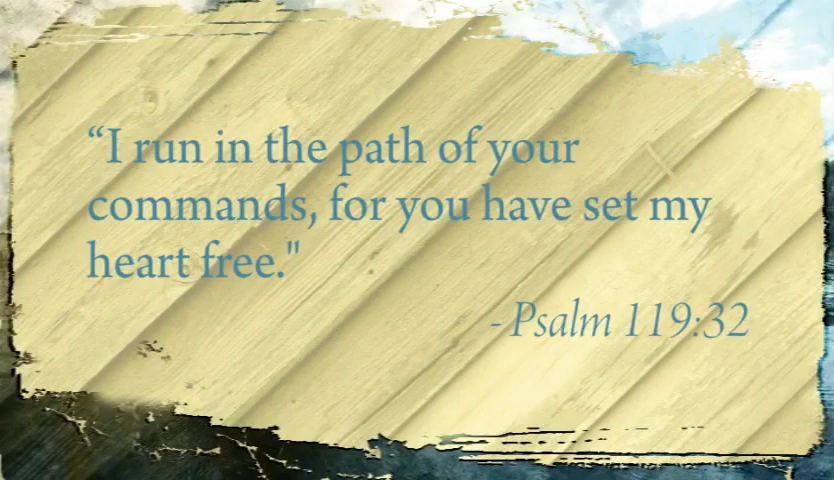 “I run in the path of your
commands, for you have set my
heart free."
- Psalm 119:32